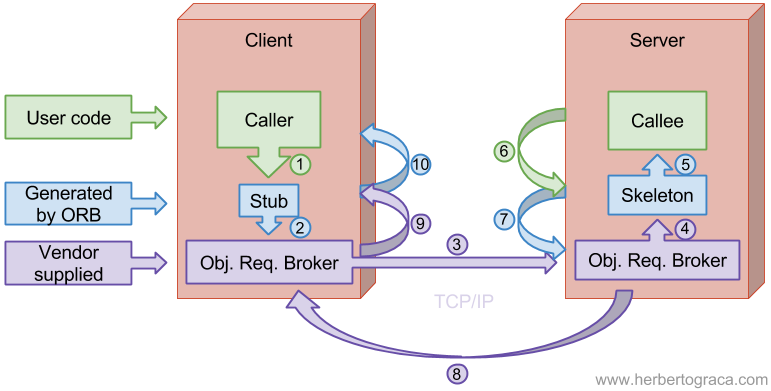 Client
Server
User code
Caller
Callee
1
6
10
5
Generated
by ORB
Stub
Skeleton
2
7
9
4
3
Vendor
supplied
Obj. Req. Broker
Obj. Req. Broker
TCP/IP
8
www.herbertograca.com